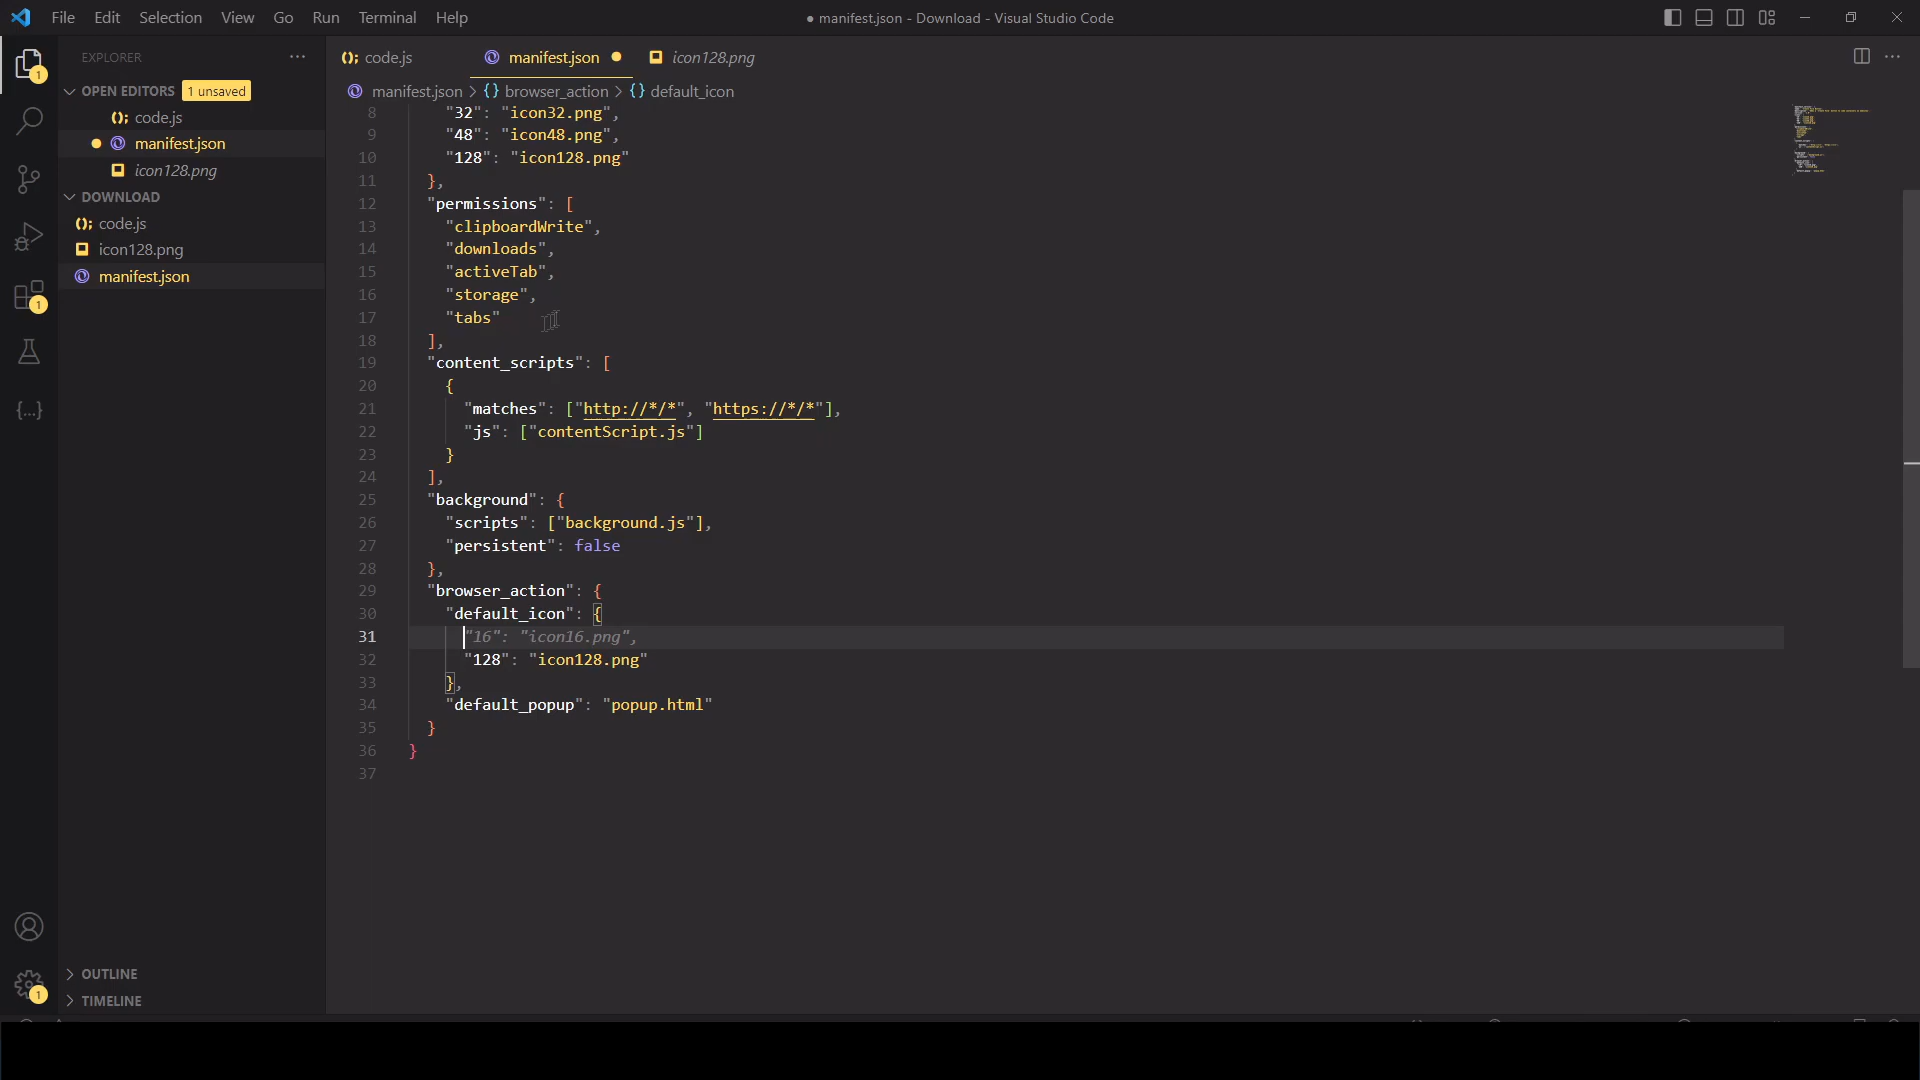 File Edit Selection View Go Run Terminal Help
● manifest.json - Download - Visual Studio Code
EXPLORER
OPEN EDITORS 1 unsaved
code.js
manifest.json
icon128.png
DOWNLOAD
code.js
icon128.png
manifest.json
OUTLINE
TIMELINE
1
1
1
code.js manifest.json icon128.png
manifest.json > {} browser_action > {} default_icon
8 "32": "icon32.png",
9 "48": "icon48.png",
10 "128": "icon128.png"
11 },
12 "permissions": [
13 "clipboardWrite",
14 "downloads",
15 "activeTab",
16 "storage",
17 "tabs"
18 ],
19 "content_scripts": [
20 {
21 "matches": ["http://*/*", "https://*/*"],
22 "js": ["contentScript.js"]
23 }
24 ],
25 "background": {
26 "scripts": ["background.js"],
27 "persistent": false
28 },
29 "browser_action": {
30 "default_icon": {
31 "16": "icon16.png",
32 "128": "icon128.png"
33 },
34 "default_popup": "popup.html"
35 }
36 }
37